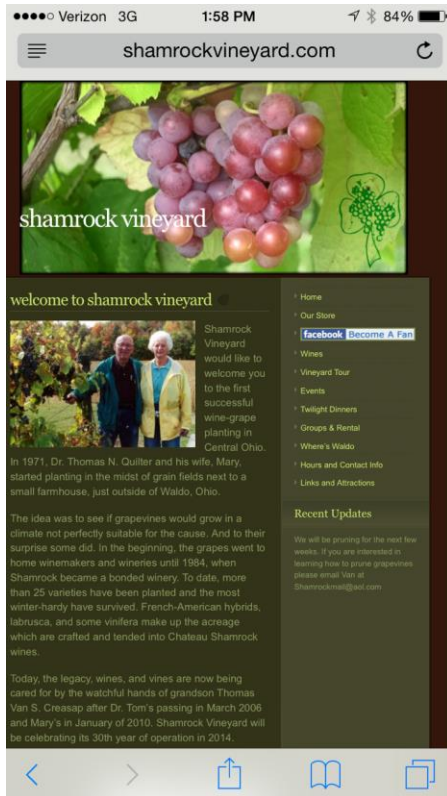 Verizon 3G 1:58 PM 84%
shamrockvineyard.com
shamrock vineyard
welcome to shamrock vineyard
Shamrock
Vineyard
would like to
welcome you
to the first
successful
wine-grape
planting in
Central Ohio.
In 1971, Dr. Thomas N. Quilter and his wife, Mary,
started planting in the midst of grain fields next to a
small farmhouse, just outside of Waldo, Ohio.
The idea was to see if grapevines would grow in a
climate not perfectly suitable for the cause. And to their
surprise some did. In the beginning, the grapes went to
home winemakers and wineries until 1984, when
Shamrock became a bonded winery. To date, more
than 25 varieties have been planted and the most
winter-hardy have survived. French-American hybrids,
labrusca, and some vinifera make up the acreage
which are crafted and tended into Chateau Shamrock
wines.
Today, the legacy, wines, and vines are now being
cared for by the watchful hands of grandson Thomas
Van S. Creasap after Dr. Tom's passing in March 2006
and Mary's in January of 2010. Shamrock Vineyard will
be celebrating its 30th year of operation in 2014.
Home
Our Store
facebook Become A Fan
Wines
Vineyard Tour
Events
Twilight Dinners
Groups & Rental
Where's Waldo
Hours and Contact Info
Links and Attractions
Recent Updates
We will be pruning for the next few
weeks. If you are interested in
learning how to prune grapevines
please email Van at
Shamrockmail@aol.com